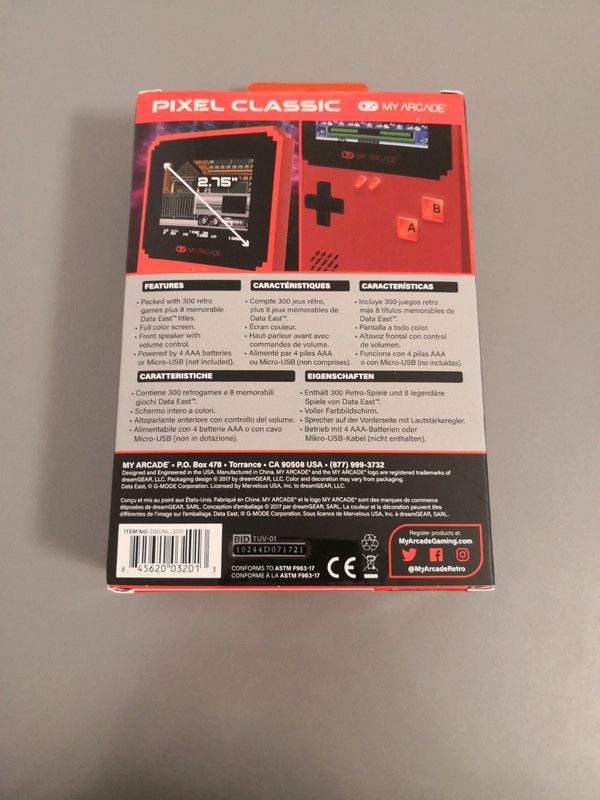 PIXEL CLASSIC MY ARCADE
MY ARCADE
2.75"
MY ARCADE
B
A
FEATURES
• Packed with 300 retro
games plus 8 memorable
Data East™ titles.
• Full color screen.
• Front speaker with
volume control.
• Powered by 4 AAA batteries
or Micro-USB (not included).
CARACTÉRISTIQUES
• Compte 300 jeux rétro,
plus 8 jeux mémorables de
Data East™.
• Écran couleur.
• Haut-parleur avant avec
commandes de volume.
• Alimenté par 4 piles AAA
ou Micro-USB (non comprises).
CARACTERÍSTICAS
• Incluye 300 juegos retro
más 8 títulos memorables de
Data East™.
• Pantalla a todo color.
• Altavoz frontal con control
de volumen.
• Funciona con 4 pilas AAA
o con Micro-USB (no incluidas).
CARATTERISTICHE
• Contiene 300 retrogames e 8 memorabili
giochi Data East™.
• Schermo intero a colori.
• Altoparlante anteriore con controllo del volume.
• Alimentabile con 4 batterie AAA o con cavo
Micro-USB (non in dotazione).
EIGENSCHAFTEN
• Enthält 300 Retro-Spiele und 8 legendäre
Spiele von Data East™.
• Voller Farbbildschirm.
• Sprecher auf der Vorderseite mit Lautstärkeregler.
• Betrieb mit 4 AAA-Batterien oder
Mikro-USB-Kabel (nicht enthalten).
MY ARCADE® • P.O. Box 478 • Torrance • CA 90508 USA • (877) 999-3732
Designed and Engineered in the USA. Manufactured in China. MY ARCADE® and the MY ARCADE® logo are registered trademarks of
dreamGEAR, LLC. Packaging design © 2017 by dreamGEAR, LLC. Color and decoration may vary from packaging.
Data East, © G-MODE Corporation. Licensed by Marvelous USA, Inc. to dreamGEAR, LLC.
Conçu et mis au point aux États-Unis. Fabriqué en Chine. MY ARCADE® et le logo MY ARCADE® sont des marques de commerce
déposées de dreamGEAR, SARL. Conception d'emballage © 2017 par dreamGEAR, SARL. La couleur et la décoration peuvent être
différentes de l'image sur l'emballage. Data East, © G-MODE Corporation. Sous licence de Marvelous USA, Inc. à dreamGEAR, SARL.
ITEM NO. DGUNL-3201
8 45620 03201 3
BID TUV-01
10244D071721
CONFORMS TO ASTM F963-17
CONFORME À LA ASTM F963-17
CE
Register products at:
MyArcadeGaming.com
@MyArcadeRetro